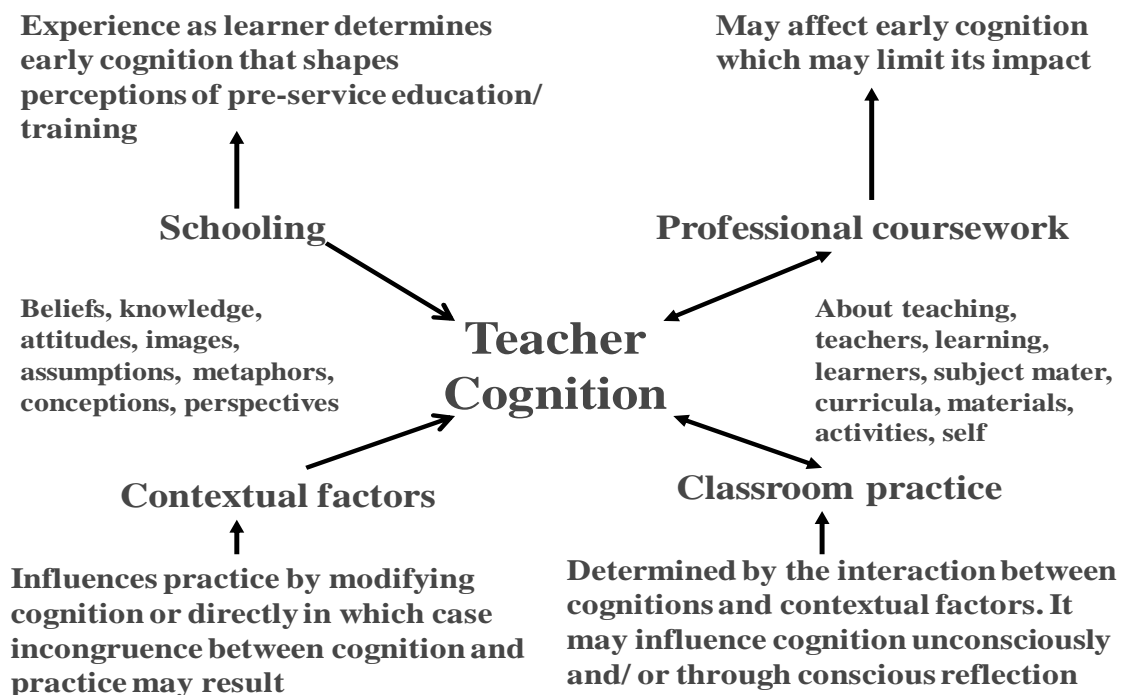 Experience as learner determines
early cognition that shapes
perceptions of pre-service education/
training
May affect early cognition
which may limit its impact
Schooling
Professional coursework
Beliefs, knowledge,
attitudes, images,
assumptions, metaphors,
conceptions, perspectives
Teacher
Cognition
About teaching,
teachers, learning,
learners, subject mater,
curricula, materials,
activities, self
Contextual factors
Classroom practice
Influences practice by modifying
cognition or directly in which case
incongruence between cognition and
practice may result
Determined by the interaction between
cognitions and contextual factors. It
may influence cognition unconsciously
and/ or through conscious reflection